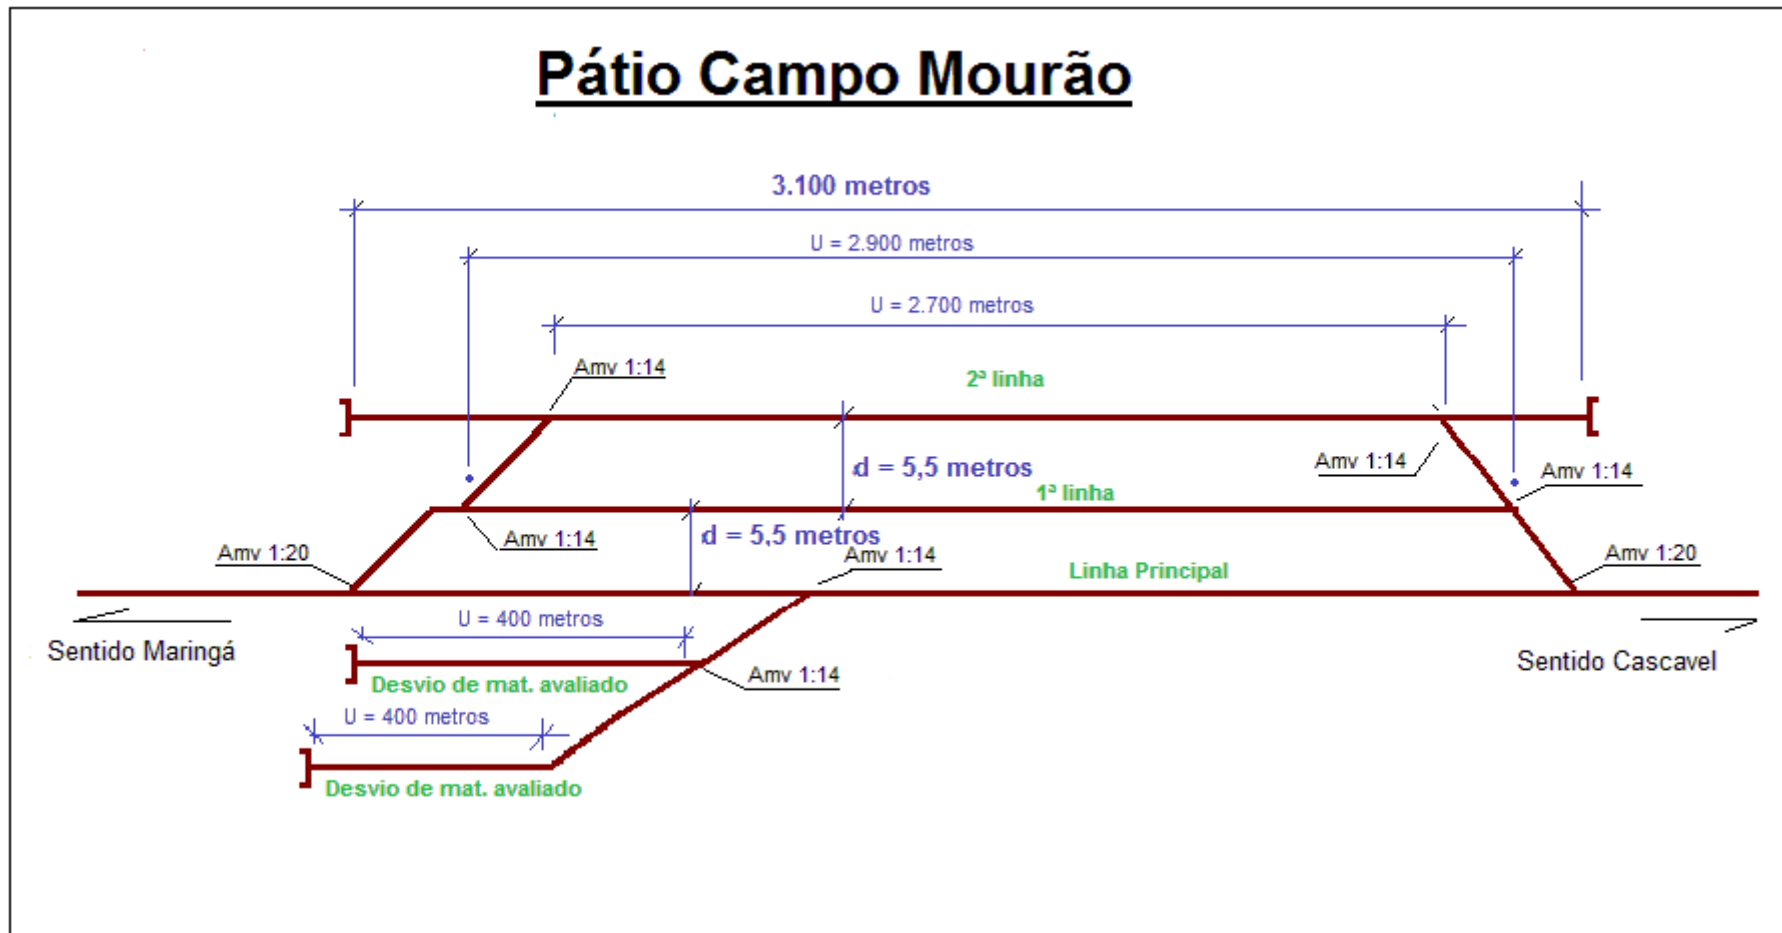 Pátio Campo Mourão
3.100 metros
U = 2.900 metros
U = 2.700 metros
Amv 1:14
2ª linha
d = 5,5 metros
Amv 1:14
Amv 1:14
1ª linha
Amv 1:14
d = 5,5 metros
Amv 1:14
Amv 1:20
Linha Principal
Amv 1:20
U = 400 metros
Sentido Maringá
Sentido Cascavel
Amv 1:14
Desvio de mat. avaliado
U = 400 metros
Desvio de mat. avaliado